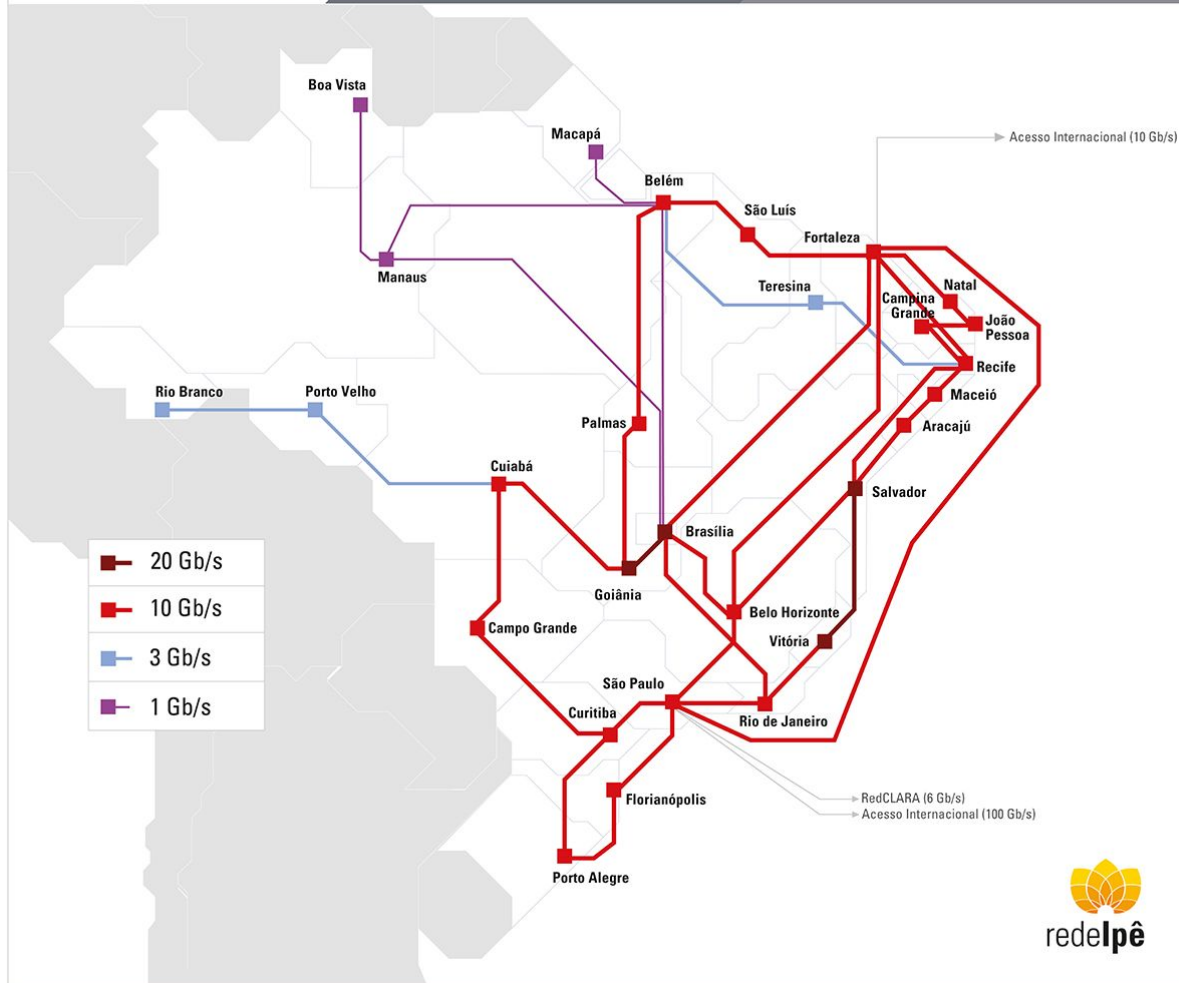 Boa Vista
Macapá
Acesso Internacional (10 Gb/s)
Belém
São Luís
Fortaleza
Manaus
Teresina
Natal
Campina
Grande
João
Pessoa
Recife
Rio Branco
Porto Velho
Maceió
Palmas
Aracajú
Cuiabá
Salvador
Brasília
20 Gb/s
Goiânia
10 Gb/s
Belo Horizonte
Campo Grande
Vitória
3 Gb/s
São Paulo
1 Gb/s
Curitiba
Rio de Janeiro
Florianópolis
RedCLARA (6 Gb/s)
Acesso Internacional (100 Gb/s)
Porto Alegre
redeIpê